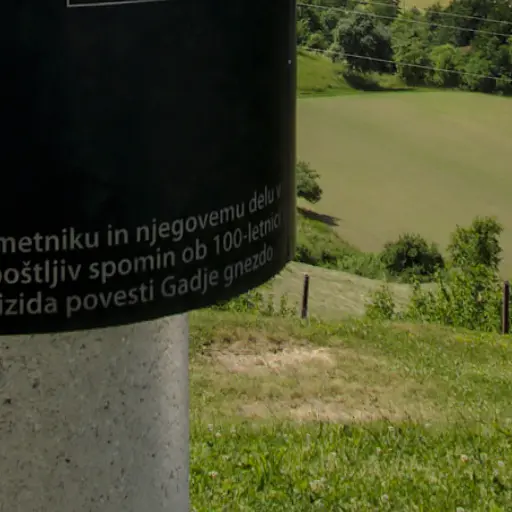 metniku in njegovemu delu v
poštljiv spomin ob 100-letnici
izida povesti Gadje gnezdo